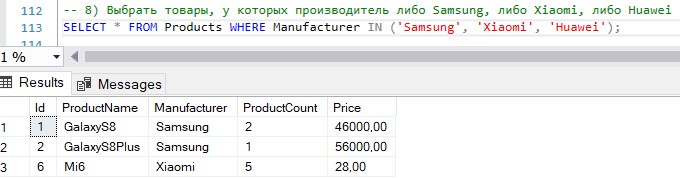 112 -- 8) Выбрать товары, у которых производитель либо Samsung, либо Xiaomi, либо Huawei
113 SELECT * FROM Products WHERE Manufacturer IN ('Samsung', 'Xiaomi', 'Huawei');
114
1 %
Results Messages
Id ProductName Manufacturer ProductCount Price
1 1 GalaxyS8 Samsung 2 46000,00
2 2 GalaxyS8Plus Samsung 1 56000,00
3 6 Mi6 Xiaomi 5 28,00